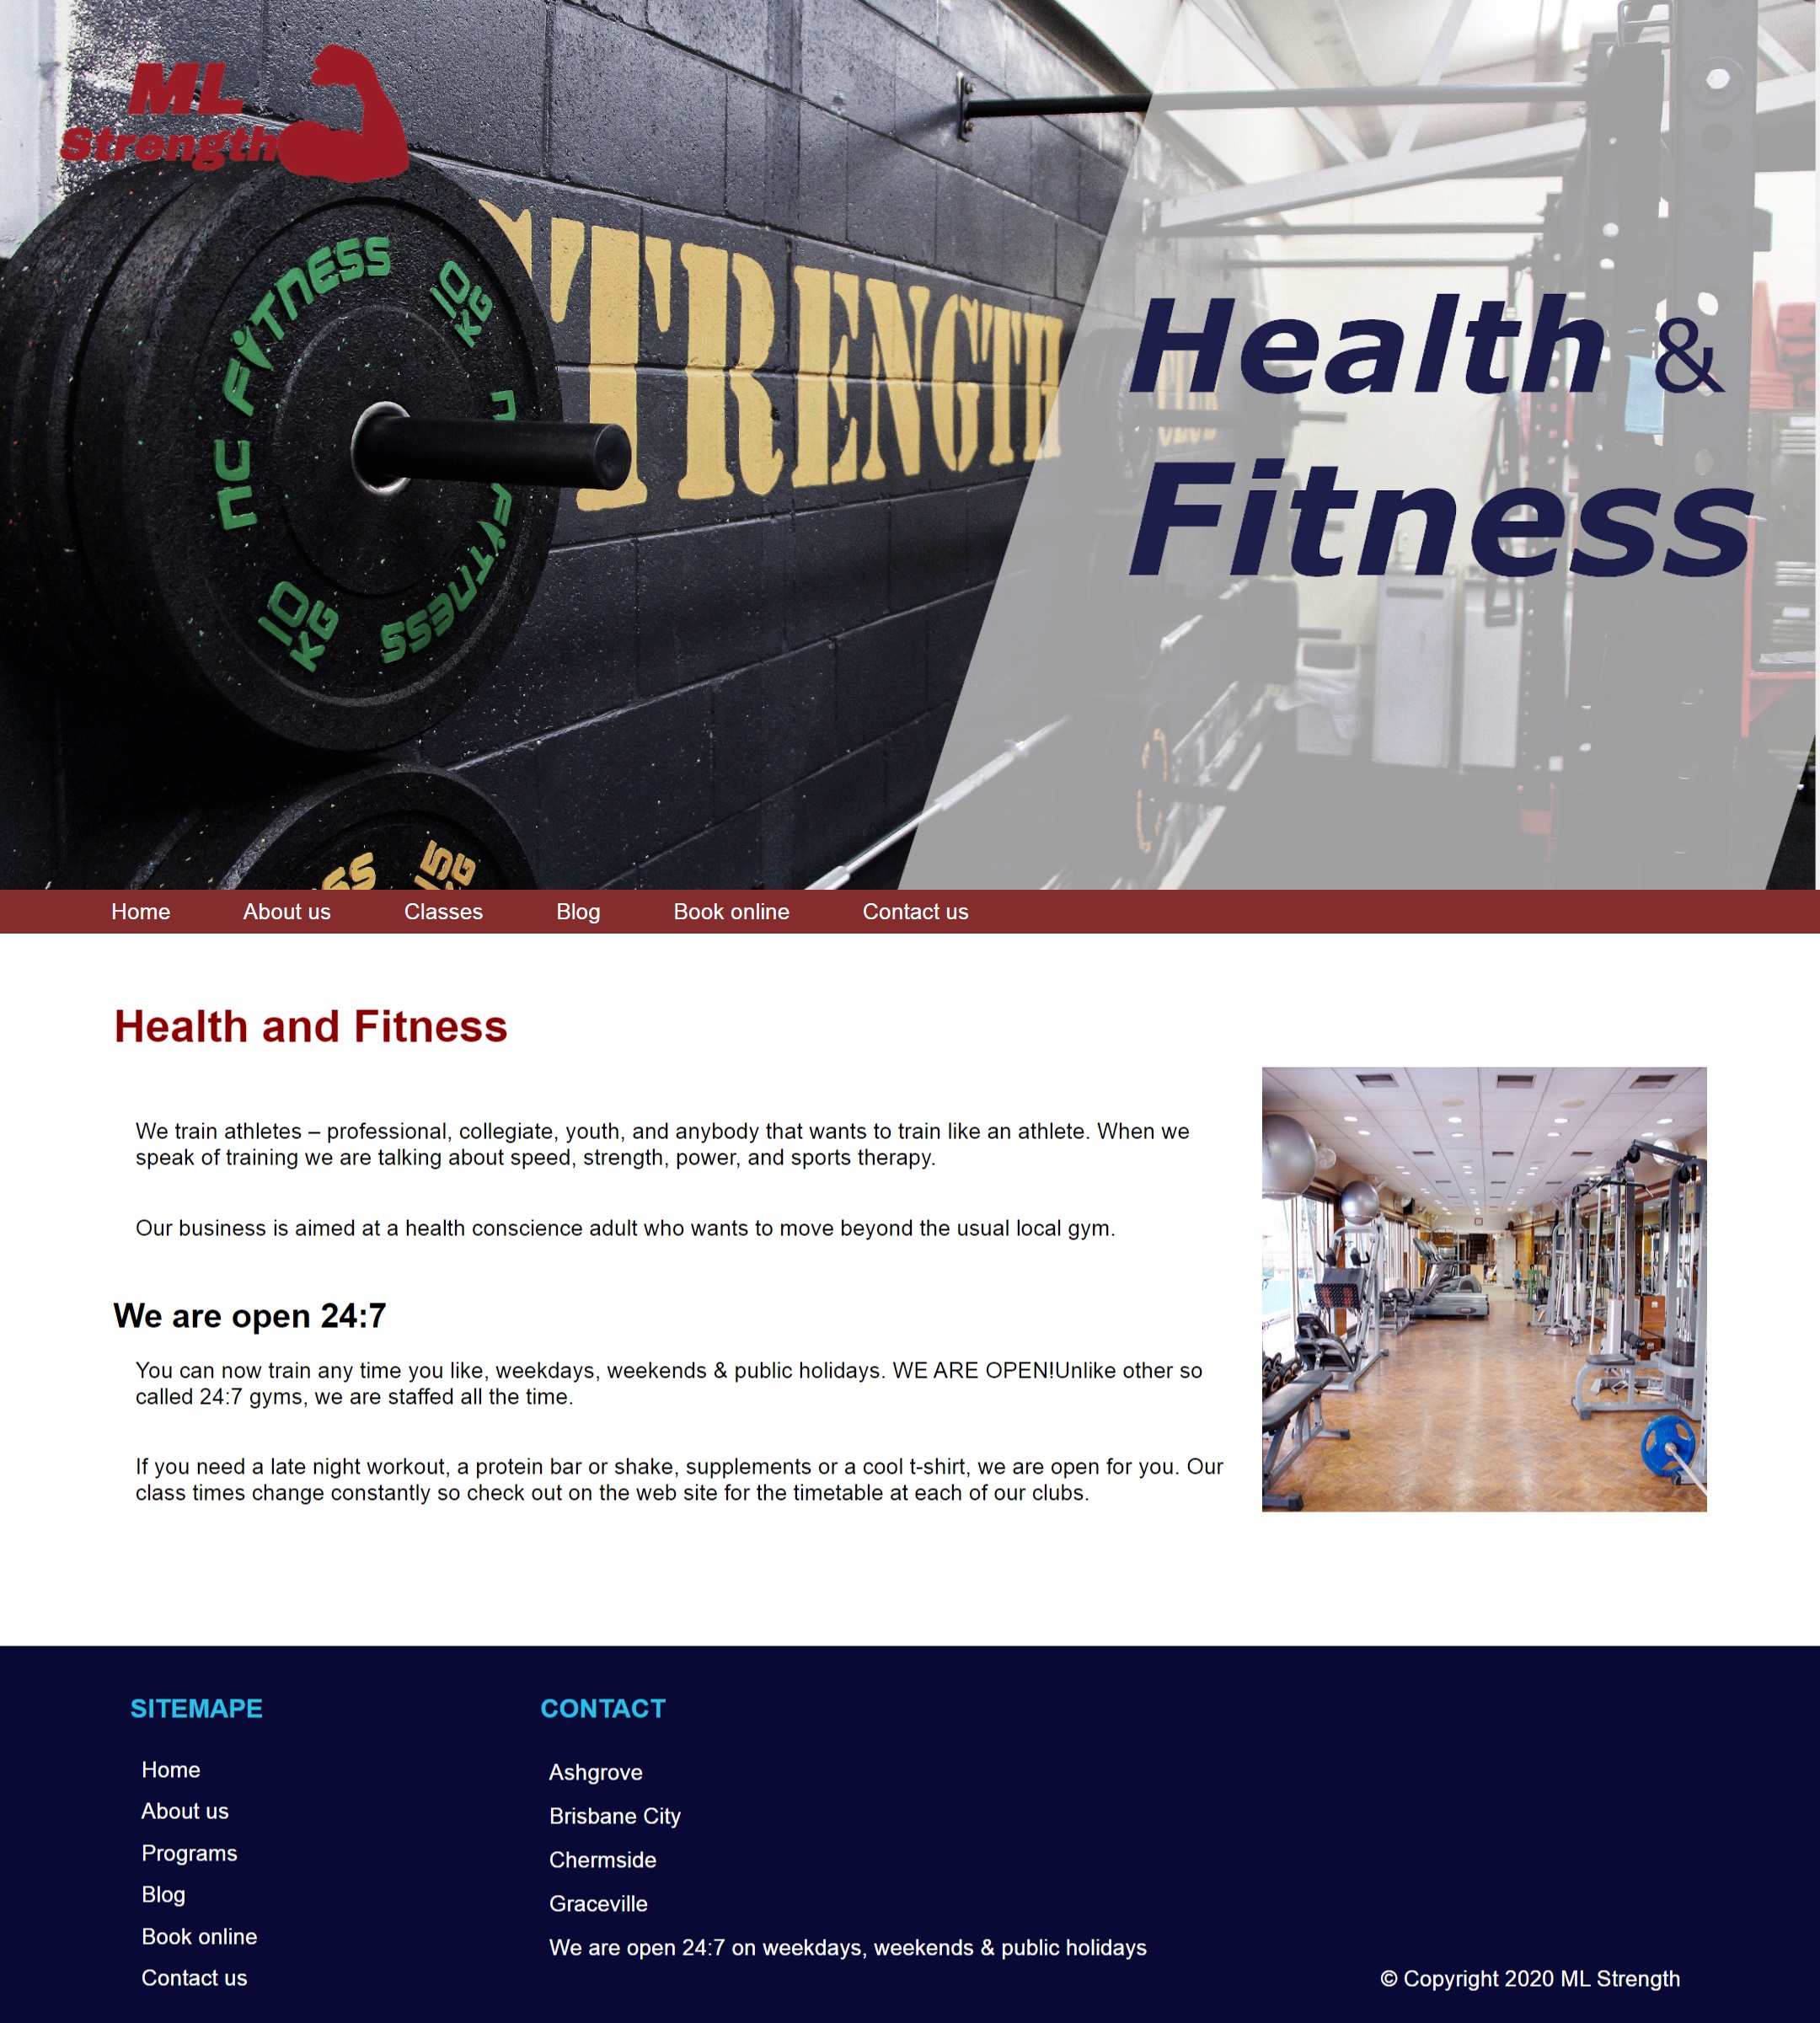 ML
Strength
NC FITNESS
10
KG
NC FITNESS
10
KG
STRENGTH
CLUB
Health &
Fitness
15
KG
Home About us Classes Blog Book online Contact us
Health and Fitness
We train athletes – professional, collegiate, youth, and anybody that wants to train like an athlete. When we
speak of training we are talking about speed, strength, power, and sports therapy.
Our business is aimed at a health conscience adult who wants to move beyond the usual local gym.
We are open 24:7
You can now train any time you like, weekdays, weekends & public holidays. WE ARE OPEN!Unlike other so
called 24:7 gyms, we are staffed all the time.
If you need a late night workout, a protein bar or shake, supplements or a cool t-shirt, we are open for you. Our
class times change constantly so check out on the web site for the timetable at each of our clubs.
SITEMAPE
Home
About us
Programs
Blog
Book online
Contact us
CONTACT
Ashgrove
Brisbane City
Chermside
Graceville
We are open 24:7 on weekdays, weekends & public holidays
© Copyright 2020 ML Strength